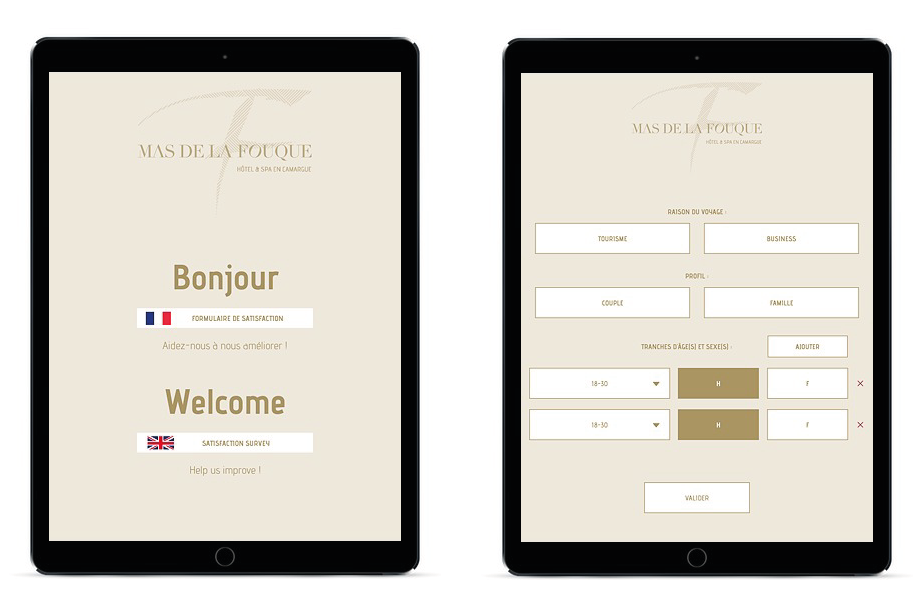 MAS DE LA FOUQUE
HÔTEL & SPA EN CAMARGUE
Bonjour
FORMULAIRE DE SATISFACTION
Aidez-nous à nous améliorer !
Welcome
SATISFACTION SURVEY
Help us improve !
MAS DE LA FOUQUE
HÔTEL & SPA EN CAMARGUE
RAISON DU VOYAGE :
TOURISME BUSINESS
PROFIL :
COUPLE FAMILLE
TRANCHES D'ÂGE(S) ET SEXE(S) : AJOUTER
18-30 H F ×
18-30 H F ×
VALIDER